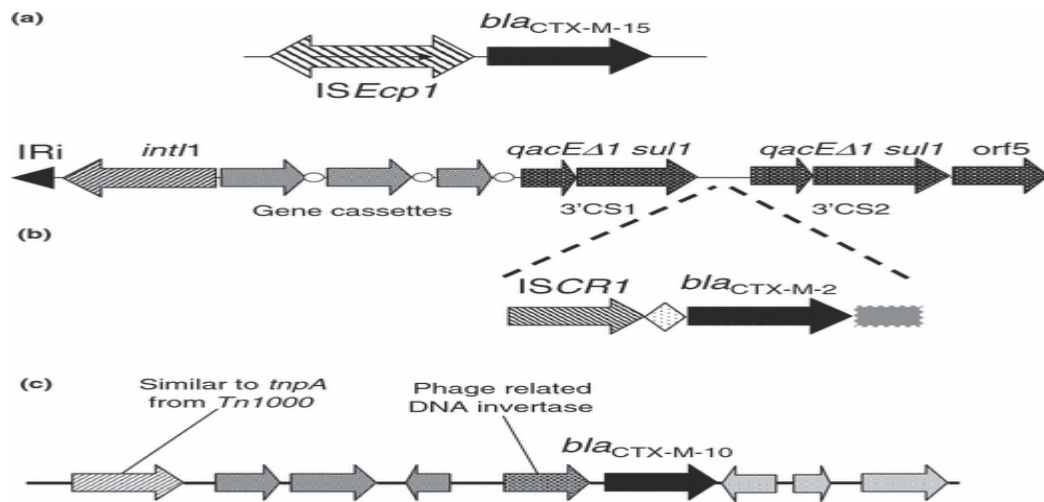 (a)
blaCTX-M-15
ISEcp1
IRi intI1 qacEΔ1 sul1 qacEΔ1 sul1 orf5
Gene cassettes 3'CS1 3'CS2
(b)
ISCR1 blaCTX-M-2
(c)
Similar to tnpA
from Tn1000
Phage related
DNA invertase
blaCTX-M-10